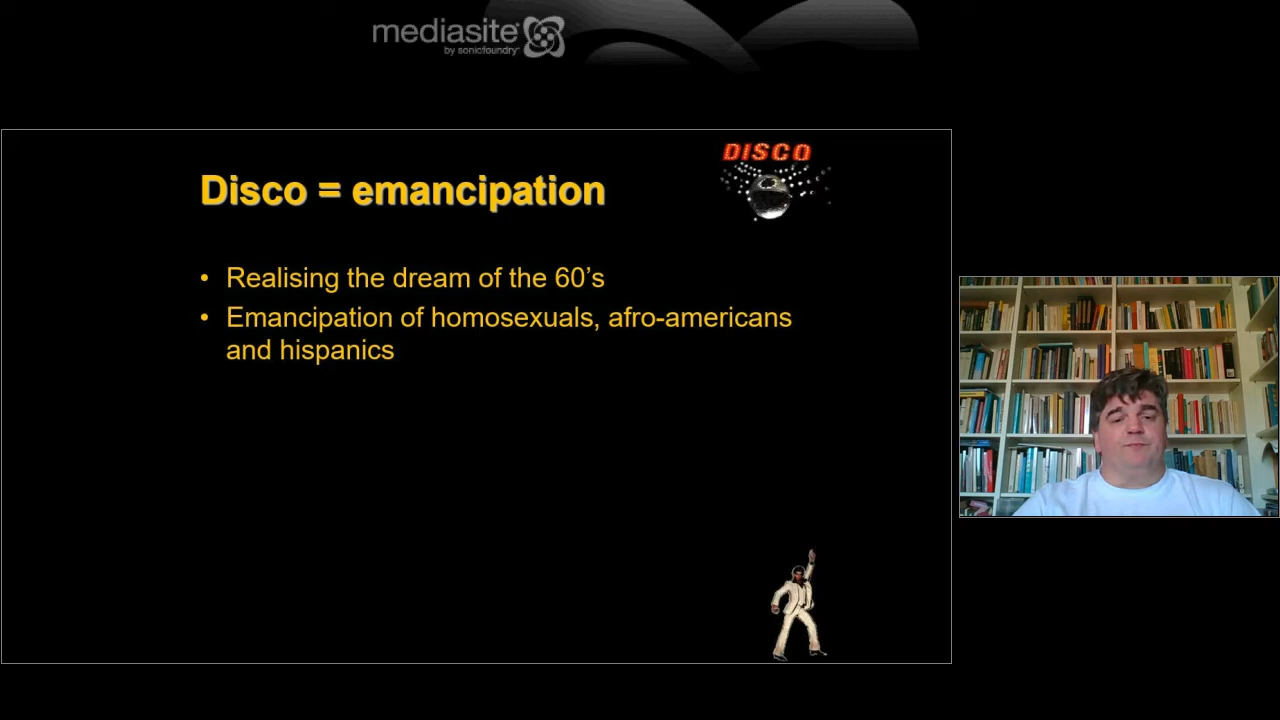 mediasite
by sonicfoundry
DISCO
Disco = emancipation
• Realising the dream of the 60’s
• Emancipation of homosexuals, afro-americans
and hispanics